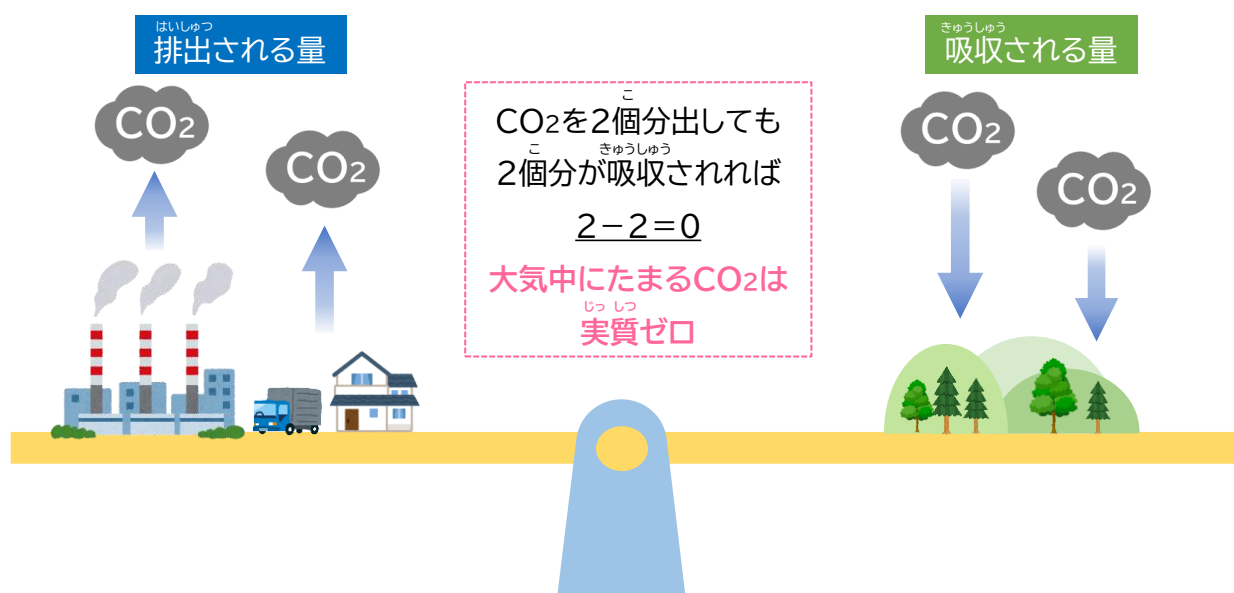 はいしゅつ
排出される量
CO2
CO2
こ
CO2を2個分出しても
こ きゅうしゅう
2個分が吸収されれば
2－2＝0
大気中にたまるCO2は
じっ しつ
実質ゼロ
きゅうしゅう
吸収される量
CO2
CO2